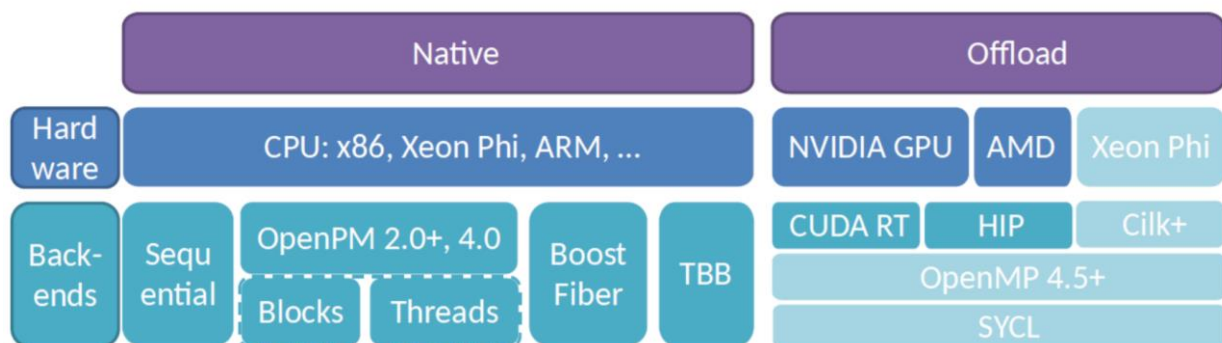 Native
Offload
Hard
ware
CPU: x86, Xeon Phi, ARM, ...
NVIDIA GPU
AMD
Xeon Phi
Back-
ends
Sequ
ential
OpenPM 2.0+, 4.0
Blocks
Threads
Boost
Fiber
TBB
CUDA RT
HIP
Cilk+
OpenMP 4.5+
SYCL